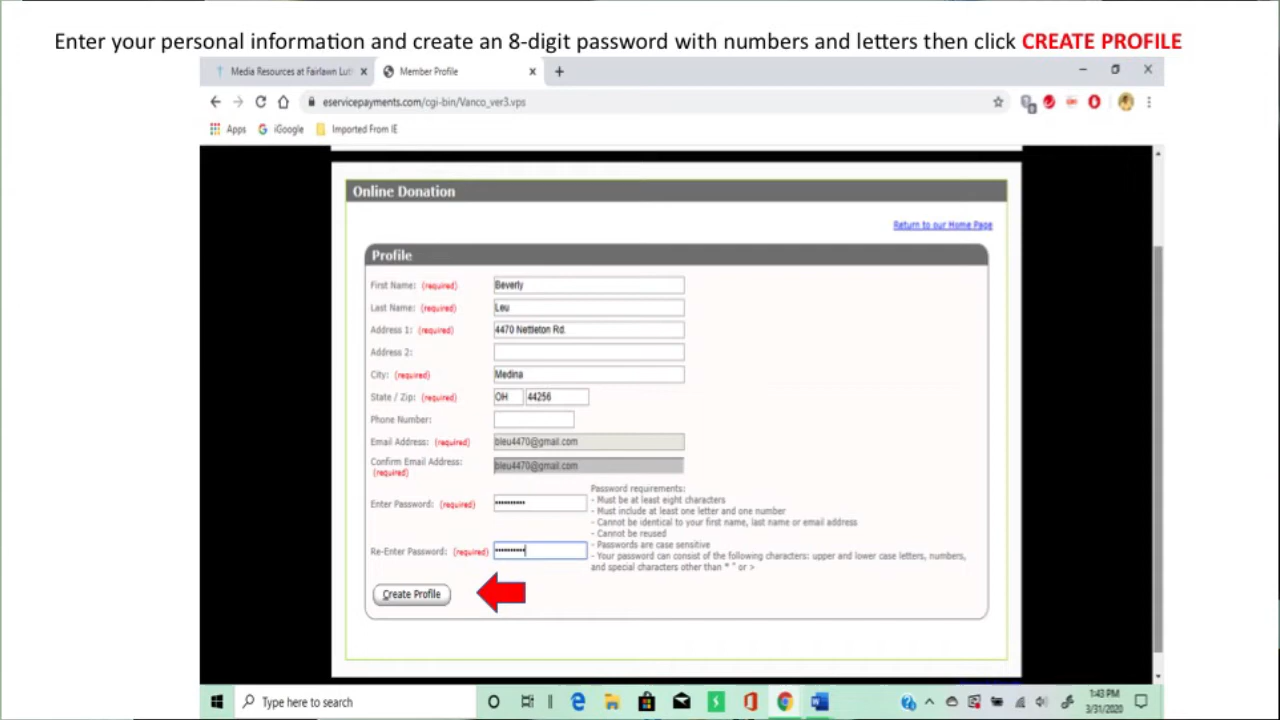 Enter your personal information and create an 8-digit password with numbers and letters then click CREATE PROFILE
Media Resources at Fairlawn Lut
Member Profile
eservicepayments.com/cgi-bin/Vanco_ver3.vps
Apps iGoogle Imported From IE
Online Donation
Return to our Home Page
Profile
First Name: (required) Beverly
Last Name: (required) Leu
Address 1: (required) 4470 Nettleton Rd.
Address 2:
City: (required) Medina
State / Zip: (required) OH 44256
Phone Number:
Email Address: (required) bleu4470@gmail.com
Confirm Email Address: bleu4470@gmail.com
(required)
Password requirements:
- Must be at least eight characters
Enter Password: (required)
- Must include at least one letter and one number
- Cannot be identical to your first name, last name or email address
- Cannot be reused
- Passwords are case sensitive
Re-Enter Password: (required)
- Your password can consist of the following characters: upper and lower case letters, numbers,
and special characters other than * " or >
Create Profile
Type here to search
1:43 PM
3/31/2020